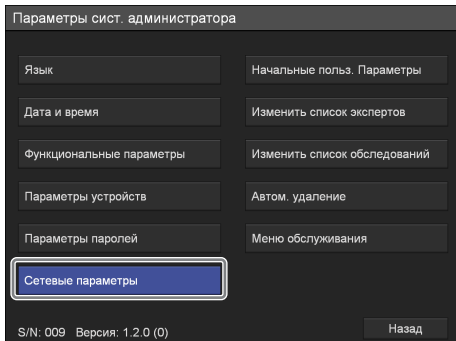 Параметры сист. администратора
Язык
Дата и время
Функциональные параметры
Параметры устройств
Параметры паролей
Сетевые параметры
Начальные польз. Параметры
Изменить список экспертов
Изменить список обследований
Автом. удаление
Меню обслуживания
S/N: 009 Версия: 1.2.0 (0)
Назад